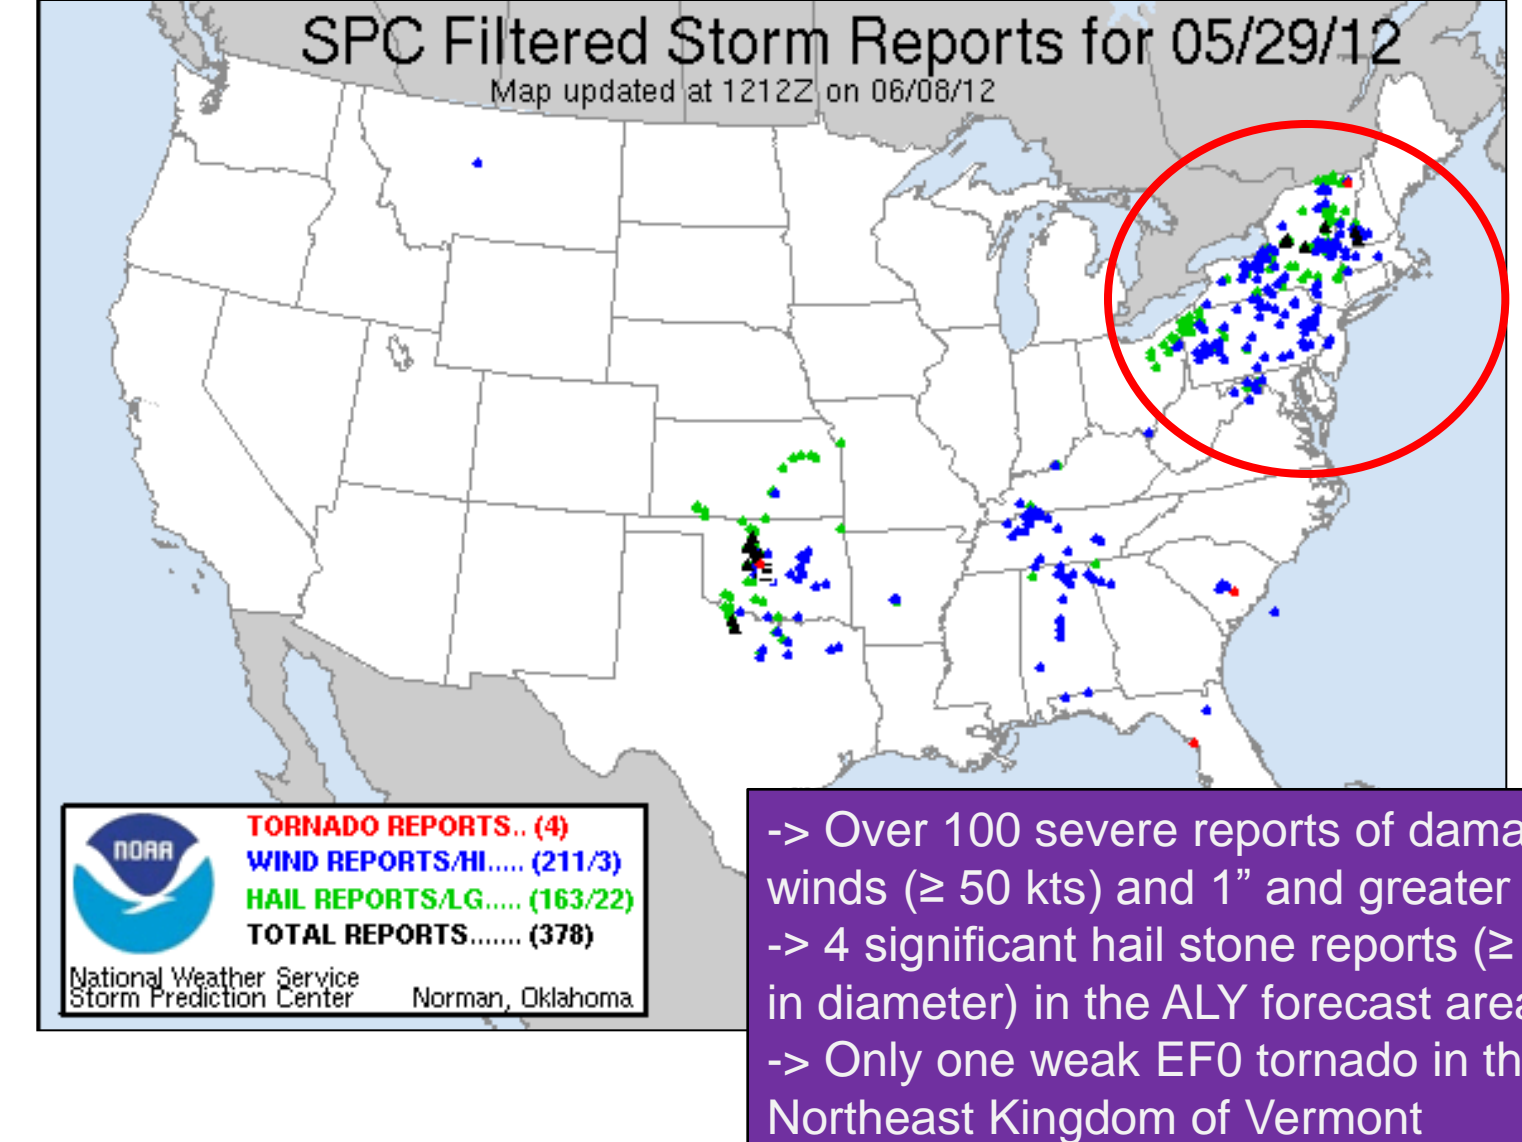 SPC Filtered Storm Reports for 05/29/12
Map updated at 1212Z on 06/08/12
NOAA
TORNADO REPORTS.. (4)
WIND REPORTS/HI..... (211/3)
HAIL REPORTS/LG..... (163/22)
TOTAL REPORTS....... (378)
National Weather Service
Storm Prediction Center Norman, Oklahoma
-> Over 100 severe reports of dama
winds (≥ 50 kts) and 1” and greater
-> 4 significant hail stone reports (≥
in diameter) in the ALY forecast area
-> Only one weak EF0 tornado in th
Northeast Kingdom of Vermont